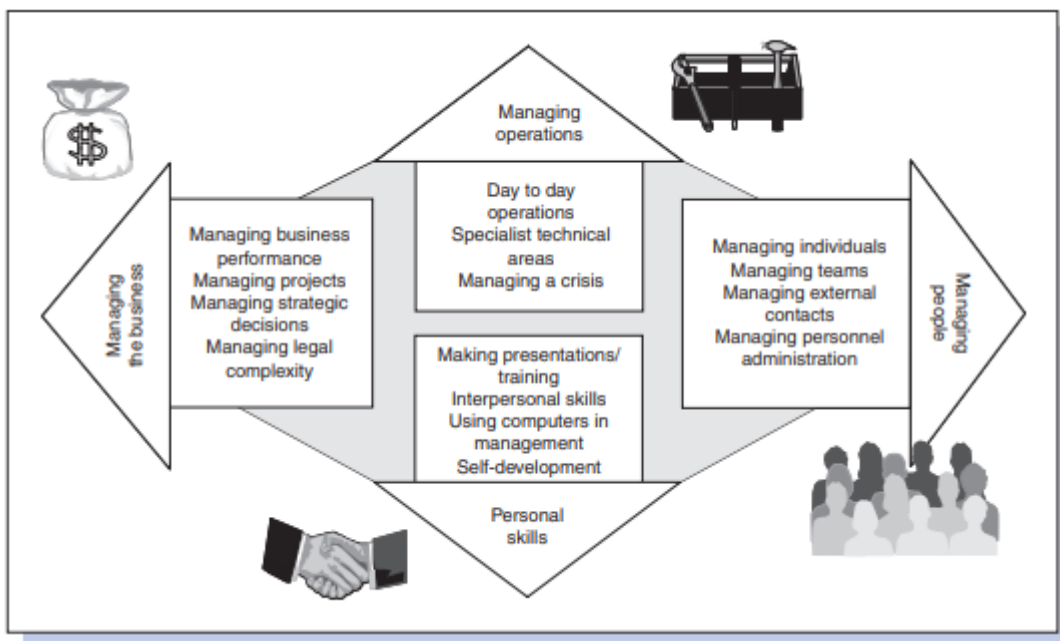 $
Managing
operations
Day to day
operations
Specialist technical
areas
Managing a crisis
Managing
the business
Managing business
performance
Managing projects
Managing strategic
decisions
Managing legal
complexity
Managing individuals
Managing teams
Managing external
contacts
Managing personnel
administration
Managing
people
Making presentations/
training
Interpersonal skills
Using computers in
management
Self-development
Personal
skills